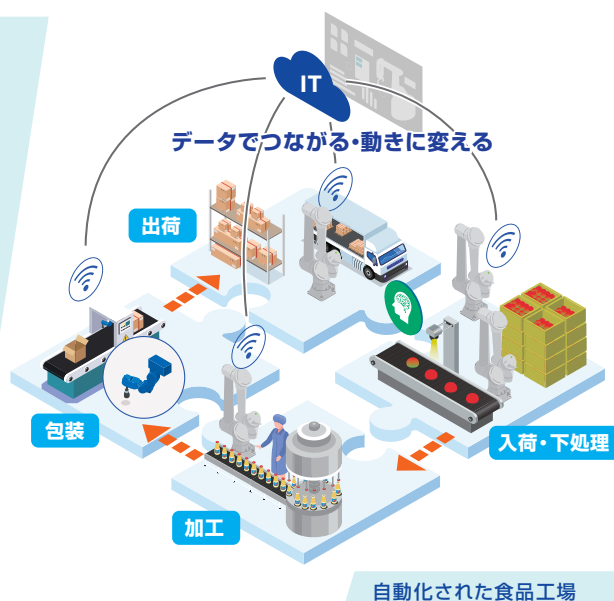 IT
データでつながる・動きに変える
出荷
包装
入荷・下処理
加工
自動化された食品工場